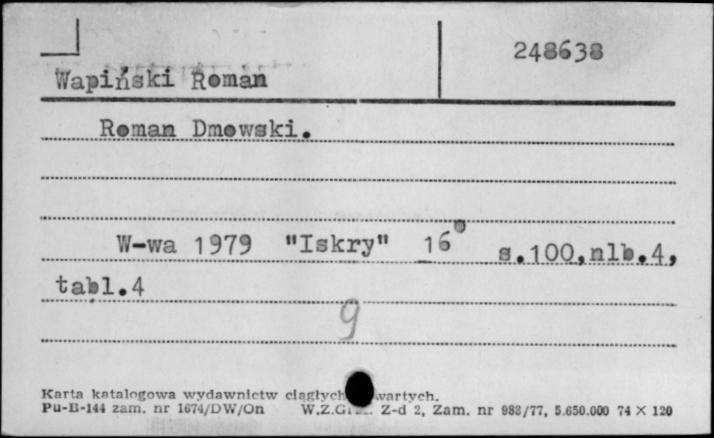 248638
Wapiński Roman
Roman Dmowski.
W-wa 1979 "Iskry" 16° s.100,nlb.4,
tabl.4
9
Karta katalogowa wydawnictw ciągłych wartych.
Pu-B-144 zam. nr 1674/DW/On W.Z.Gr Z-d 2, Zam. nr 983/77, 5.650.000 74 X 120